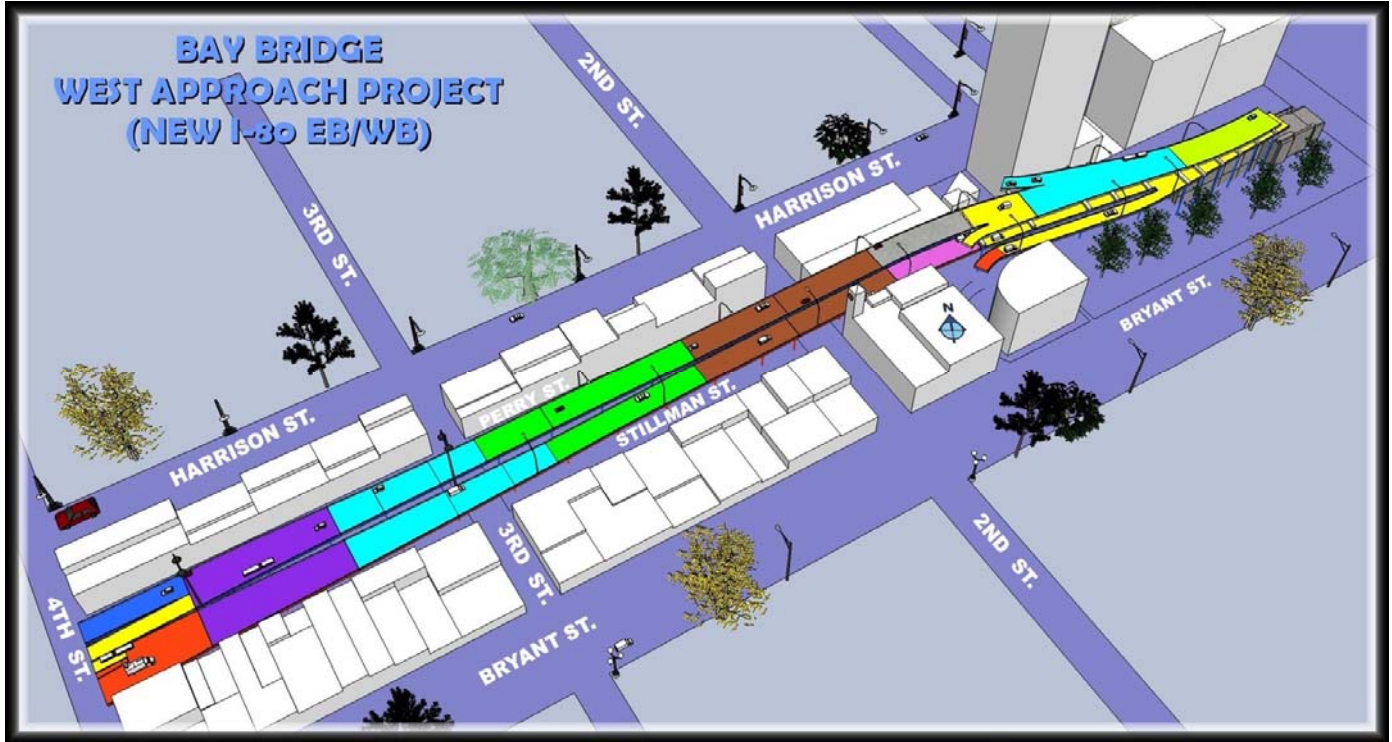 BAY BRIDGE
WEST APPROACH PROJECT
(NEW I-80 EB/WB)
2ND ST.
3RD ST.
HARRISON ST.
N
BRYANT ST.
PERRY ST.
STILLMAN ST.
HARRISON ST.
3RD ST.
2ND ST.
4TH ST.
BRYANT ST.